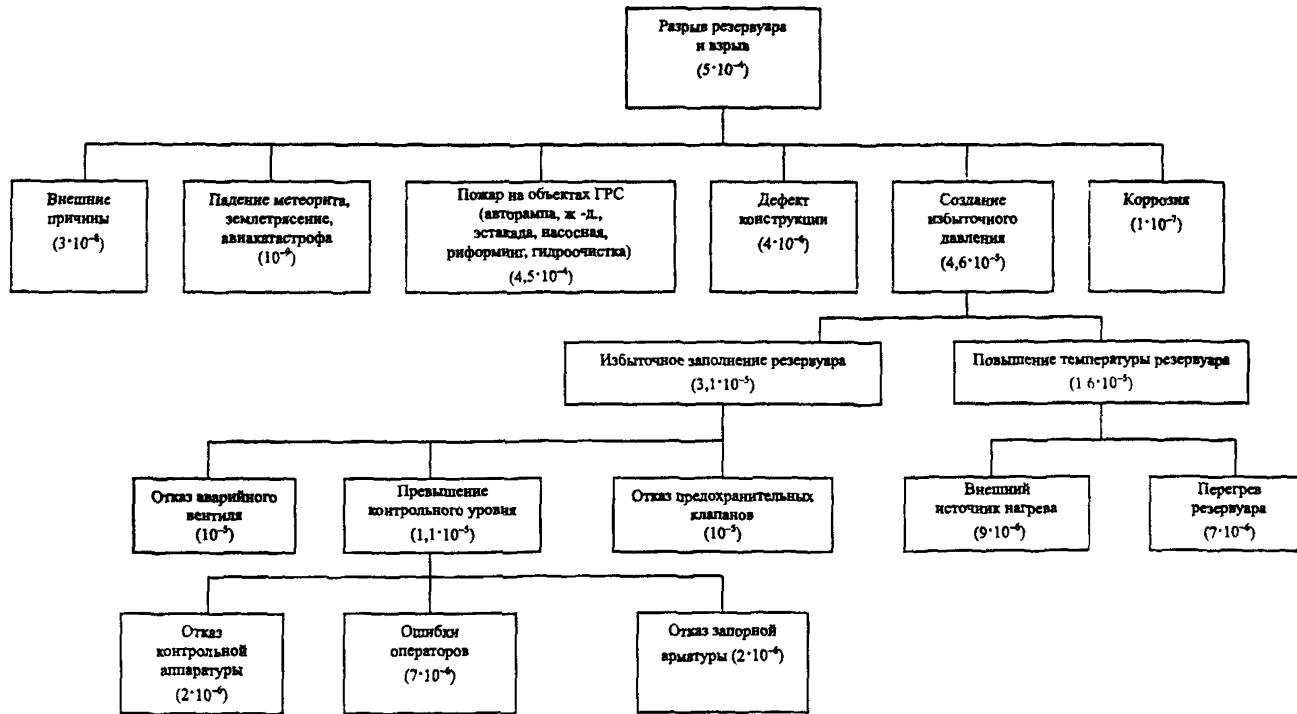 Разрыв резервуара
и взрыв
(5·10⁻⁴)
Внешние
причины
(3·10⁻⁸)
Падение метеорита,
землетрясение,
авиакатастрофа
(10⁻⁹)
Пожар на объектах ГРС
(авторампа, ж -д.,
эстакада, насосная,
риформинг, гидроочистка)
(4,5·10⁻⁴)
Дефект
конструкции
(4·10⁻⁶)
Создание
избыточного
давления
(4,6·10⁻⁵)
Коррозия
(1·10⁻⁷)
Избыточное заполнение резервуара
(3,1·10⁻⁵)
Повышение температуры резервуара
(1 6·10⁻⁵)
Отказ аварийного
вентиля
(10⁻⁵)
Превышение
контрольного уровня
(1,1·10⁻⁵)
Отказ предохранительных
клапанов
(10⁻⁵)
Внешний
источник нагрева
(9·10⁻⁶)
Перегрев
резервуара
(7·10⁻⁶)
Отказ
контрольной
аппаратуры
(2·10⁻⁶)
Ошибки
операторов
(7·10⁻⁶)
Отказ запорной
арматуры (2·10⁻⁶)